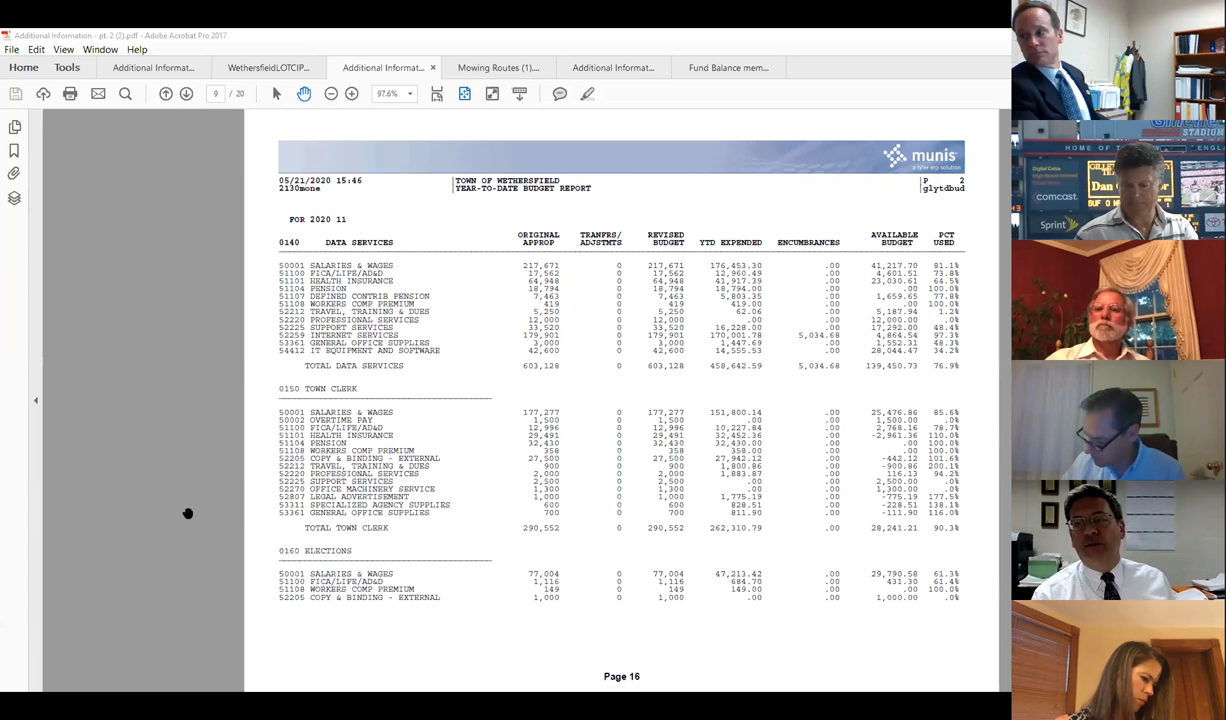 Additional Information - pt. 2 (2).pdf - Adobe Acrobat Pro 2017
File Edit View Window Help
Home Tools Additional Informat... WethersfieldLOTCIP... Additional Informat... × Mowing Routes (1).... Additional Informat... Fund Balance mem...
9 / 20 97.6%
munis
a tyler erp solution
05/21/2020 15:46 TOWN OF WETHERSFIELD P 2
2130mone YEAR-TO-DATE BUDGET REPORT glytdbud
FOR 2020 11
ORIGINAL TRANFRS/ REVISED AVAILABLE PCT
0140 DATA SERVICES APPROP ADJSTMTS BUDGET YTD EXPENDED ENCUMBRANCES BUDGET USED
50001 SALARIES & WAGES 217,671 0 217,671 176,453.30 .00 41,217.70 81.1%
51100 FICA/LIFE/AD&D 17,562 0 17,562 12,960.49 .00 4,601.51 73.8%
51101 HEALTH INSURANCE 64,948 0 64,948 41,917.39 .00 23,030.61 64.5%
51104 PENSION 18,794 0 18,794 18,794.00 .00 .00 100.0%
51107 DEFINED CONTRIB PENSION 7,463 0 7,463 5,803.35 .00 1,659.65 77.8%
51108 WORKERS COMP PREMIUM 419 0 419 419.00 .00 .00 100.0%
52212 TRAVEL, TRAINING & DUES 5,250 0 5,250 62.06 .00 5,187.94 1.2%
52220 PROFESSIONAL SERVICES 12,000 0 12,000 .00 .00 12,000.00 .0%
52225 SUPPORT SERVICES 33,520 0 33,520 16,228.00 .00 17,292.00 48.4%
52259 INTERNET SERVICES 179,901 0 179,901 170,001.78 5,034.68 4,864.54 97.3%
53361 GENERAL OFFICE SUPPLIES 3,000 0 3,000 1,447.69 .00 1,552.31 48.3%
54412 IT EQUIPMENT AND SOFTWARE 42,600 0 42,600 14,555.53 .00 28,044.47 34.2%
TOTAL DATA SERVICES 603,128 0 603,128 458,642.59 5,034.68 139,450.73 76.9%
0150 TOWN CLERK
50001 SALARIES & WAGES 177,277 0 177,277 151,800.14 .00 25,476.86 85.6%
50002 OVERTIME PAY 1,500 0 1,500 .00 .00 1,500.00 .0%
51100 FICA/LIFE/AD&D 12,996 0 12,996 10,227.84 .00 2,768.16 78.7%
51101 HEALTH INSURANCE 29,491 0 29,491 32,452.36 .00 -2,961.36 110.0%
51104 PENSION 32,430 0 32,430 32,430.00 .00 .00 100.0%
51108 WORKERS COMP PREMIUM 358 0 358 358.00 .00 .00 100.0%
52205 COPY & BINDING - EXTERNAL 27,500 0 27,500 27,942.12 .00 -442.12 101.6%
52212 TRAVEL, TRAINING & DUES 900 0 900 1,800.86 .00 -900.86 200.1%
52220 PROFESSIONAL SERVICES 2,000 0 2,000 1,883.87 .00 116.13 94.2%
52225 SUPPORT SERVICES 2,500 0 2,500 .00 .00 2,500.00 .0%
52270 OFFICE MACHINERY SERVICE 1,300 0 1,300 .00 .00 1,300.00 .0%
52807 LEGAL ADVERTISEMENT 1,000 0 1,000 1,775.19 .00 -775.19 177.5%
53311 SPECIALIZED AGENCY SUPPLIES 600 0 600 828.51 .00 -228.51 138.1%
53361 GENERAL OFFICE SUPPLIES 700 0 700 811.90 .00 -111.90 116.0%
TOTAL TOWN CLERK 290,552 0 290,552 262,310.79 .00 28,241.21 90.3%
0160 ELECTIONS
50001 SALARIES & WAGES 77,004 0 77,004 47,213.42 .00 29,790.58 61.3%
51100 FICA/LIFE/AD&D 1,116 0 1,116 684.70 .00 431.30 61.4%
51108 WORKERS COMP PREMIUM 149 0 149 149.00 .00 .00 100.0%
52205 COPY & BINDING - EXTERNAL 1,000 0 1,000 .00 .00 1,000.00 .0%
Page 16
STADIUM
HOME OF
comcast.
Sprint